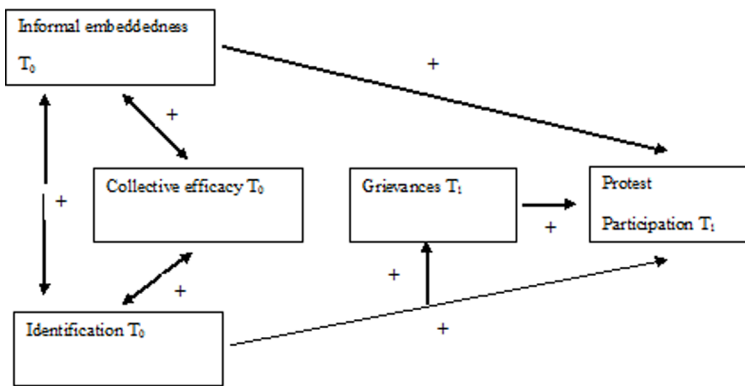 Informal embeddedness
T₀
+
+
+
Collective efficacy T₀
Grievances T₁
Protest
Participation T₁
+
+
+
+
Identification T₀